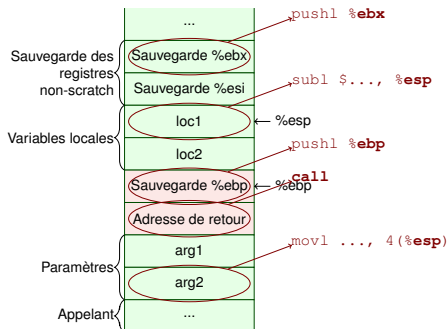 ...
pushl %ebx
Sauvegarde des
registres
non-scratch
Sauvegarde %ebx
Sauvegarde %esi
subl $..., %esp
Variables locales
loc1
← %esp
loc2
pushl %ebp
Sauvegarde %ebp
← %ebp
call
Adresse de retour
Paramètres
arg1
movl ..., 4(%esp)
arg2
Appelant
...